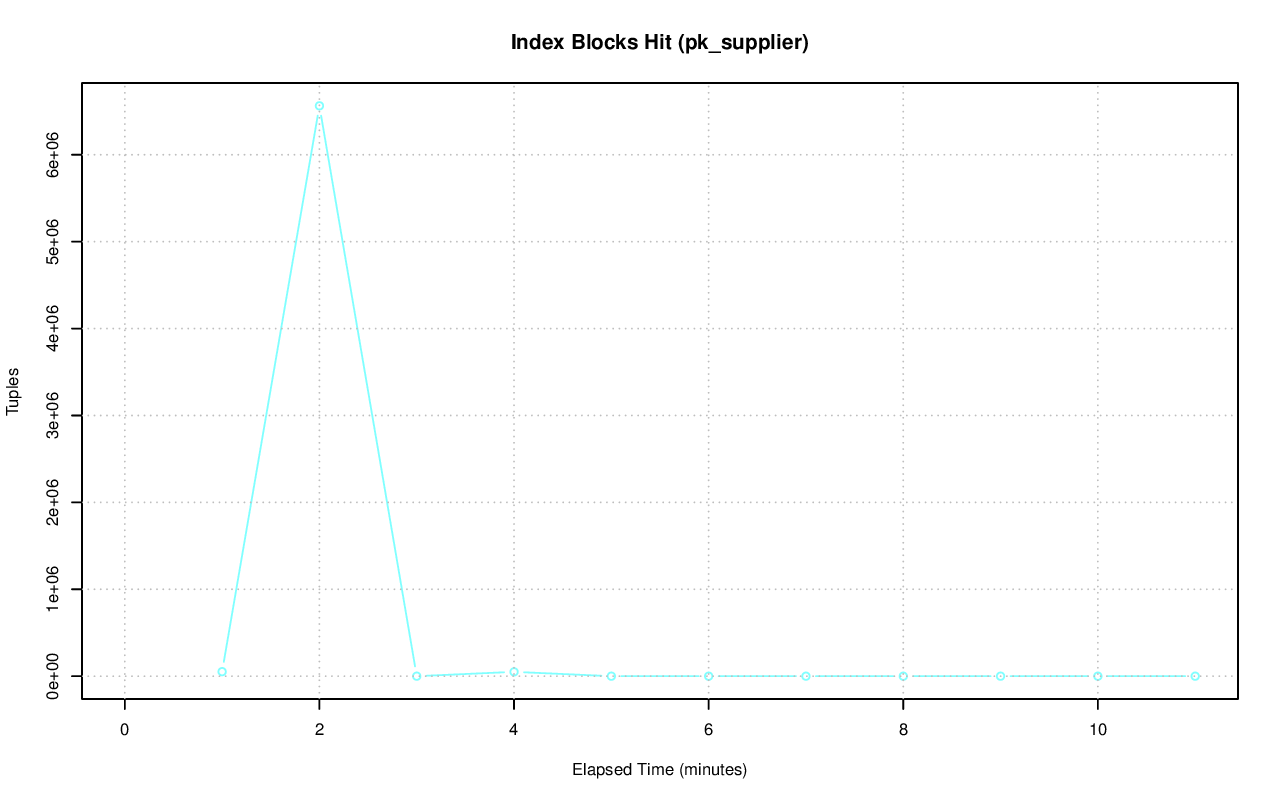 Index Blocks Hit (pk_supplier)
Tuples
6e+06
5e+06
4e+06
3e+06
2e+06
1e+06
0e+00
0 2 4 6 8 10
Elapsed Time (minutes)